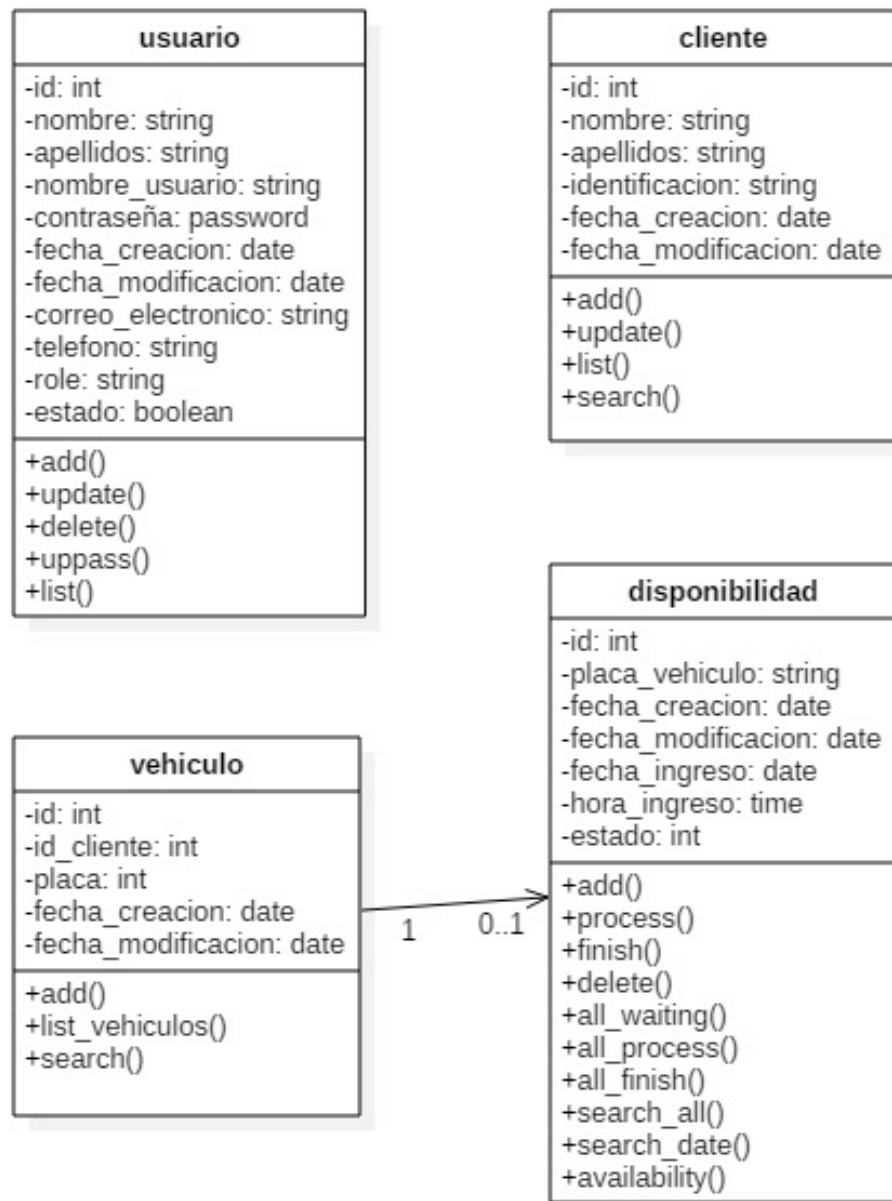 usuario
-id: int
-nombre: string
-apellidos: string
-nombre_usuario: string
-contraseña: password
-fecha_creacion: date
-fecha_modificacion: date
-correo_electronico: string
-telefono: string
-role: string
-estado: boolean
+add()
+update()
+delete()
+uppass()
+list()
cliente
-id: int
-nombre: string
-apellidos: string
-identificacion: string
-fecha_creacion: date
-fecha_modificacion: date
+add()
+update()
+list()
+search()
vehiculo
-id: int
-id_cliente: int
-placa: int
-fecha_creacion: date
-fecha_modificacion: date
+add()
+list_vehiculos()
+search()
1
0..1
disponibilidad
-id: int
-placa_vehiculo: string
-fecha_creacion: date
-fecha_modificacion: date
-fecha_ingreso: date
-hora_ingreso: time
-estado: int
+add()
+process()
+finish()
+delete()
+all_waiting()
+all_process()
+all_finish()
+search_all()
+search_date()
+availability()